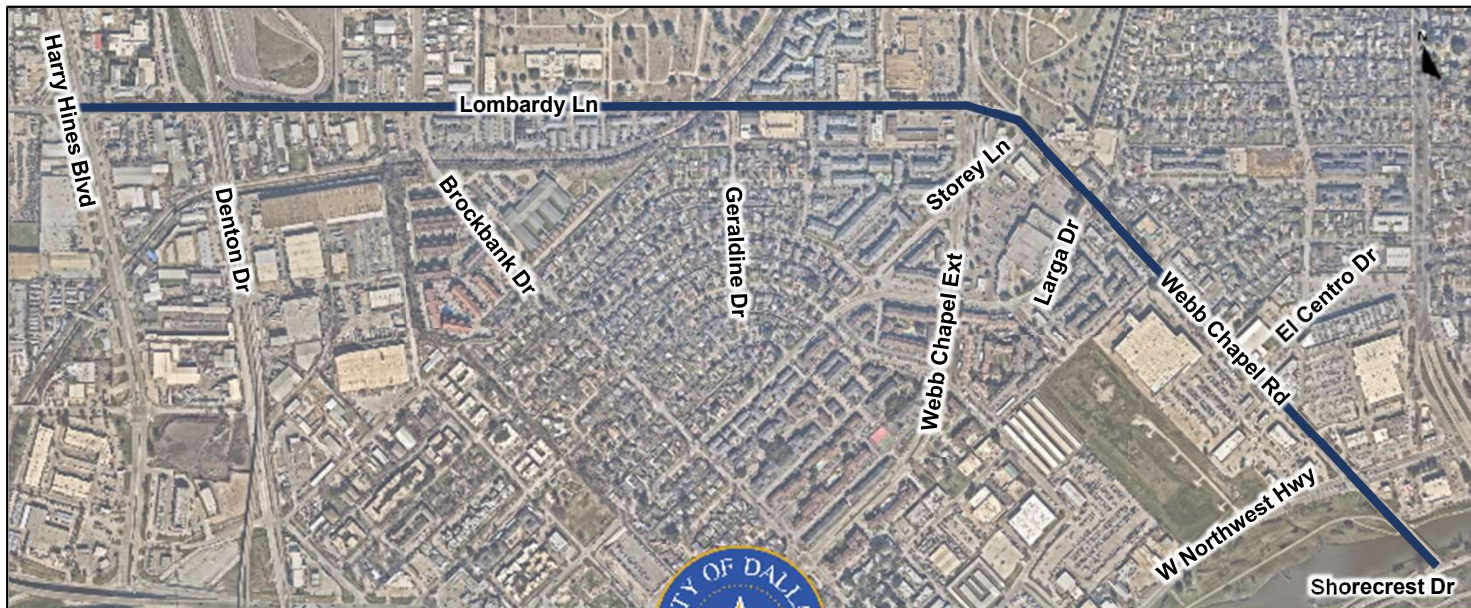 Harry Hines Blvd
Lombardy Ln
Denton Dr
Brockbank Dr
Geraldine Dr
Storey Ln
Webb Chapel Ext
Larga Dr
Webb Chapel Rd
El Centro Dr
W Northwest Hwy
Shorecrest Dr
N
TY OF DALLA